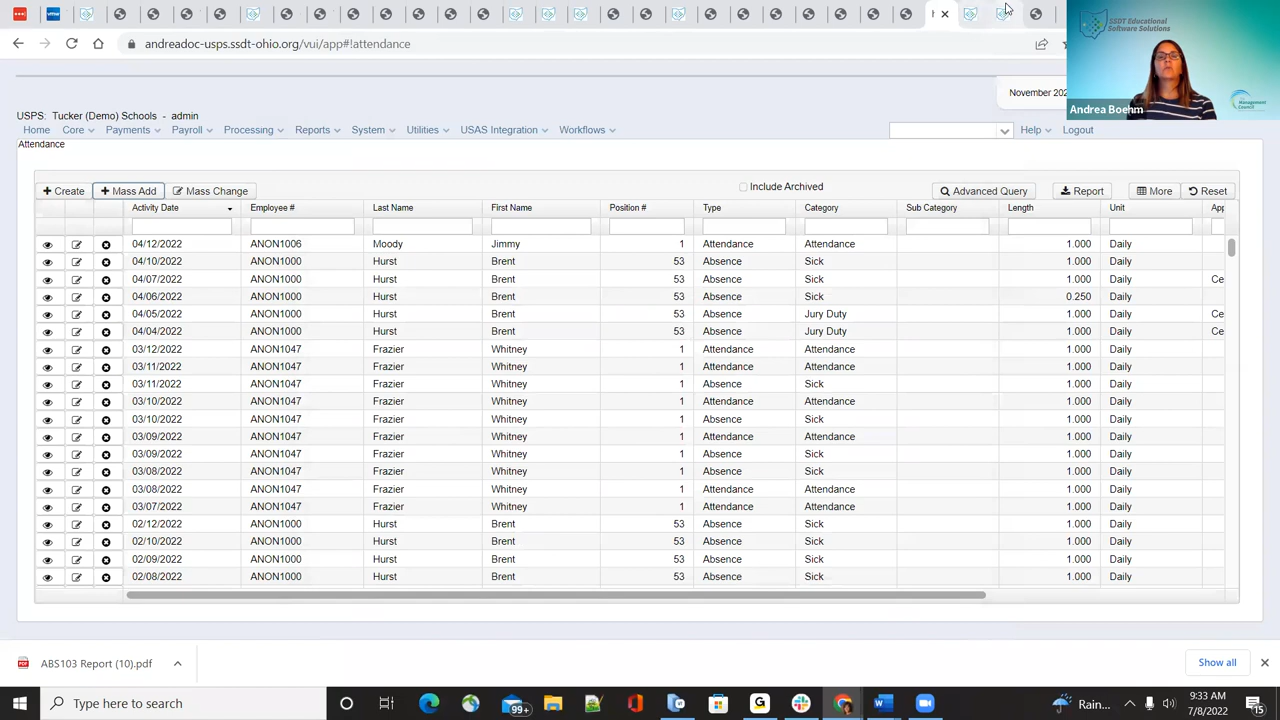 andreadoc-usps.ssdt-ohio.org/vui/app#!attendance
SSDT Educational
Software Solutions
Management
Council
Andrea Boehm
November 202
USPS. Tucker (Demo) Schools - admin
Home Core Payments Payroll Processing Reports System Utilities USAS Integration Workflows Help Logout
Attendance
Create Mass Add Mass Change Include Archived Advanced Query Report More Reset
Activity Date Employee # Last Name First Name Position # Type Category Sub Category Length Unit App
04/12/2022 ANON1006 Moody Jimmy 1 Attendance Attendance 1.000 Daily
04/10/2022 ANON1000 Hurst Brent 53 Absence Sick 1.000 Daily
04/07/2022 ANON1000 Hurst Brent 53 Absence Sick 1.000 Daily Ce
04/06/2022 ANON1000 Hurst Brent 53 Absence Sick 0.250 Daily
04/05/2022 ANON1000 Hurst Brent 53 Absence Jury Duty 1.000 Daily Ce
04/04/2022 ANON1000 Hurst Brent 53 Absence Jury Duty 1.000 Daily Ce
03/12/2022 ANON1047 Frazier Whitney 1 Attendance Attendance 1.000 Daily
03/11/2022 ANON1047 Frazier Whitney 1 Attendance Attendance 1.000 Daily
03/11/2022 ANON1047 Frazier Whitney 1 Absence Sick 1.000 Daily
03/10/2022 ANON1047 Frazier Whitney 1 Attendance Attendance 1.000 Daily
03/10/2022 ANON1047 Frazier Whitney 1 Absence Sick 1.000 Daily
03/09/2022 ANON1047 Frazier Whitney 1 Attendance Attendance 1.000 Daily
03/09/2022 ANON1047 Frazier Whitney 1 Absence Sick 1.000 Daily
03/08/2022 ANON1047 Frazier Whitney 1 Absence Sick 1.000 Daily
03/08/2022 ANON1047 Frazier Whitney 1 Attendance Attendance 1.000 Daily
03/07/2022 ANON1047 Frazier Whitney 1 Attendance Attendance 1.000 Daily
02/12/2022 ANON1000 Hurst Brent 53 Absence Sick 1.000 Daily
02/10/2022 ANON1000 Hurst Brent 53 Absence Sick 1.000 Daily
02/09/2022 ANON1000 Hurst Brent 53 Absence Sick 1.000 Daily
02/08/2022 ANON1000 Hurst Brent 53 Absence Sick 1.000 Daily
ABS103 Report (10).pdf Show all
Type here to search 99+ Rain... 9:33 AM
7/8/2022 15